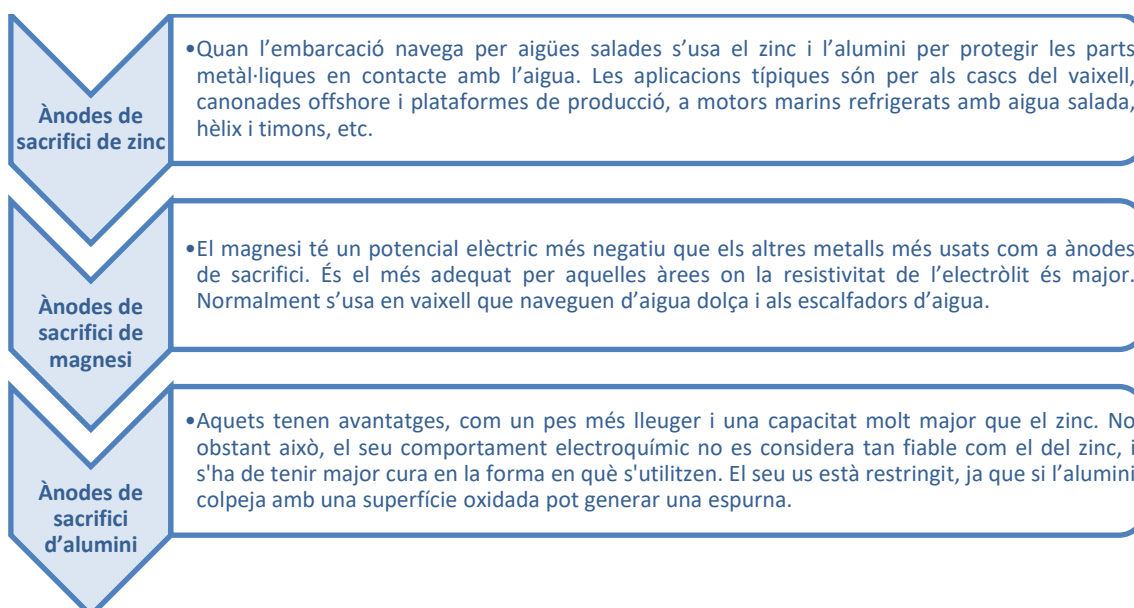 Ànodes de
sacrifici de zinc
•Quan l’embarcació navega per aigües salades s’usa el zinc i l’alumini per protegir les parts
metàl·liques en contacte amb l’aigua. Les aplicacions típiques són per als cascs del vaixell,
canonades offshore i plataformes de producció, a motors marins refrigerats amb aigua salada,
hèlix i timons, etc.
Ànodes de
sacrifici de
magnesi
•El magnesi té un potencial elèctric més negatiu que els altres metalls més usats com a ànodes
de sacrifici. És el més adequat per aquelles àrees on la resistivitat de l’electròlit és major.
Normalment s’usa en vaixell que naveguen d’aigua dolça i als escalfadors d’aigua.
Ànodes de
sacrifici
d’alumini
•Aquets tenen avantatges, com un pes més lleuger i una capacitat molt major que el zinc. No
obstant això, el seu comportament electroquímic no es considera tan fiable com el del zinc, i
s'ha de tenir major cura en la forma en què s'utilitzen. El seu us està restringit, ja que si l’alumini
colpeja amb una superfície oxidada pot generar una espurna.